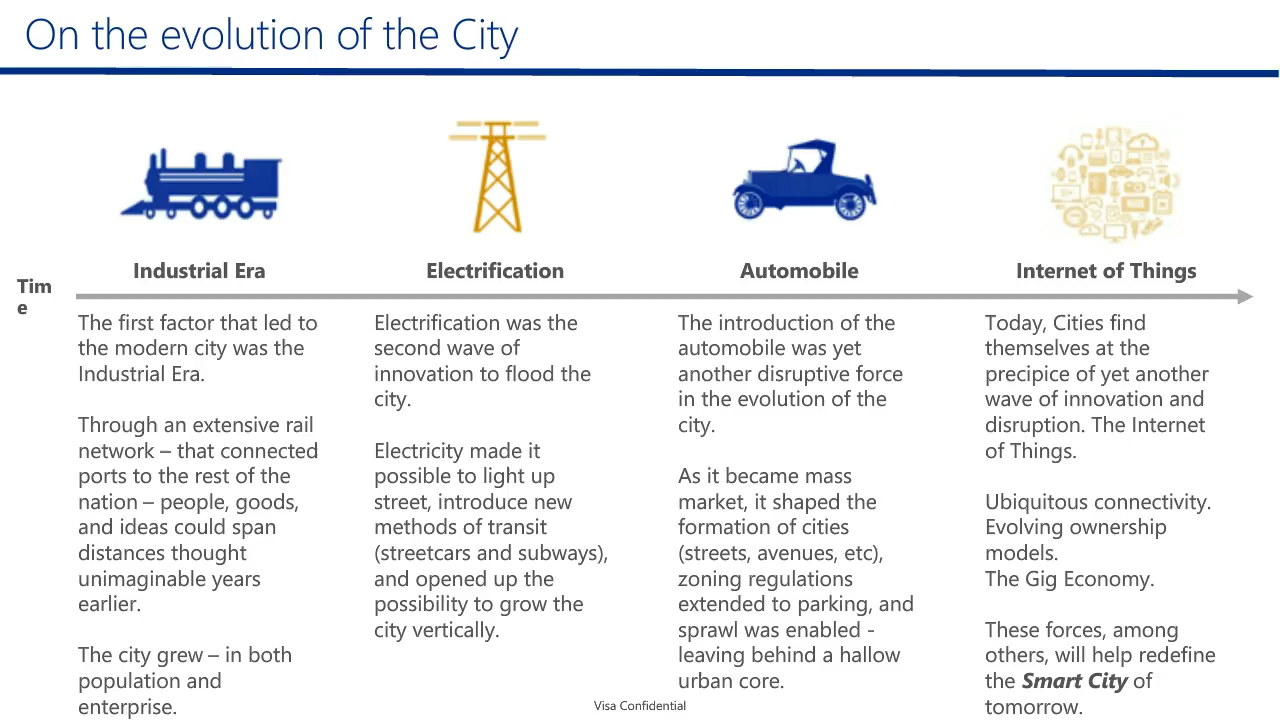 On the evolution of the City
Tim
e
Industrial Era
The first factor that led to
the modern city was the
Industrial Era.
Through an extensive rail
network – that connected
ports to the rest of the
nation – people, goods,
and ideas could span
distances thought
unimaginable years
earlier.
The city grew – in both
population and
enterprise.
Electrification
Electrification was the
second wave of
innovation to flood the
city.
Electricity made it
possible to light up
street, introduce new
methods of transit
(streetcars and subways),
and opened up the
possibility to grow the
city vertically.
Automobile
The introduction of the
automobile was yet
another disruptive force
in the evolution of the
city.
As it became mass
market, it shaped the
formation of cities
(streets, avenues, etc),
zoning regulations
extended to parking, and
sprawl was enabled -
leaving behind a hallow
urban core.
Internet of Things
Today, Cities find
themselves at the
precipice of yet another
wave of innovation and
disruption. The Internet
of Things.
Ubiquitous connectivity.
Evolving ownership
models.
The Gig Economy.
These forces, among
others, will help redefine
the Smart City of
tomorrow.
Visa Confidential